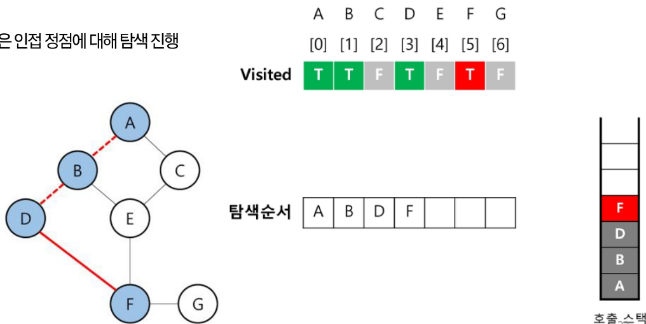 A B C D E F G
은 인접 정점에 대해 탐색 진행
[0] [1] [2] [3] [4] [5] [6]
Visited T T F T F T F
A
B C
탐색순서 A B D F
D E
F
D
B
A
F G
호출 스택